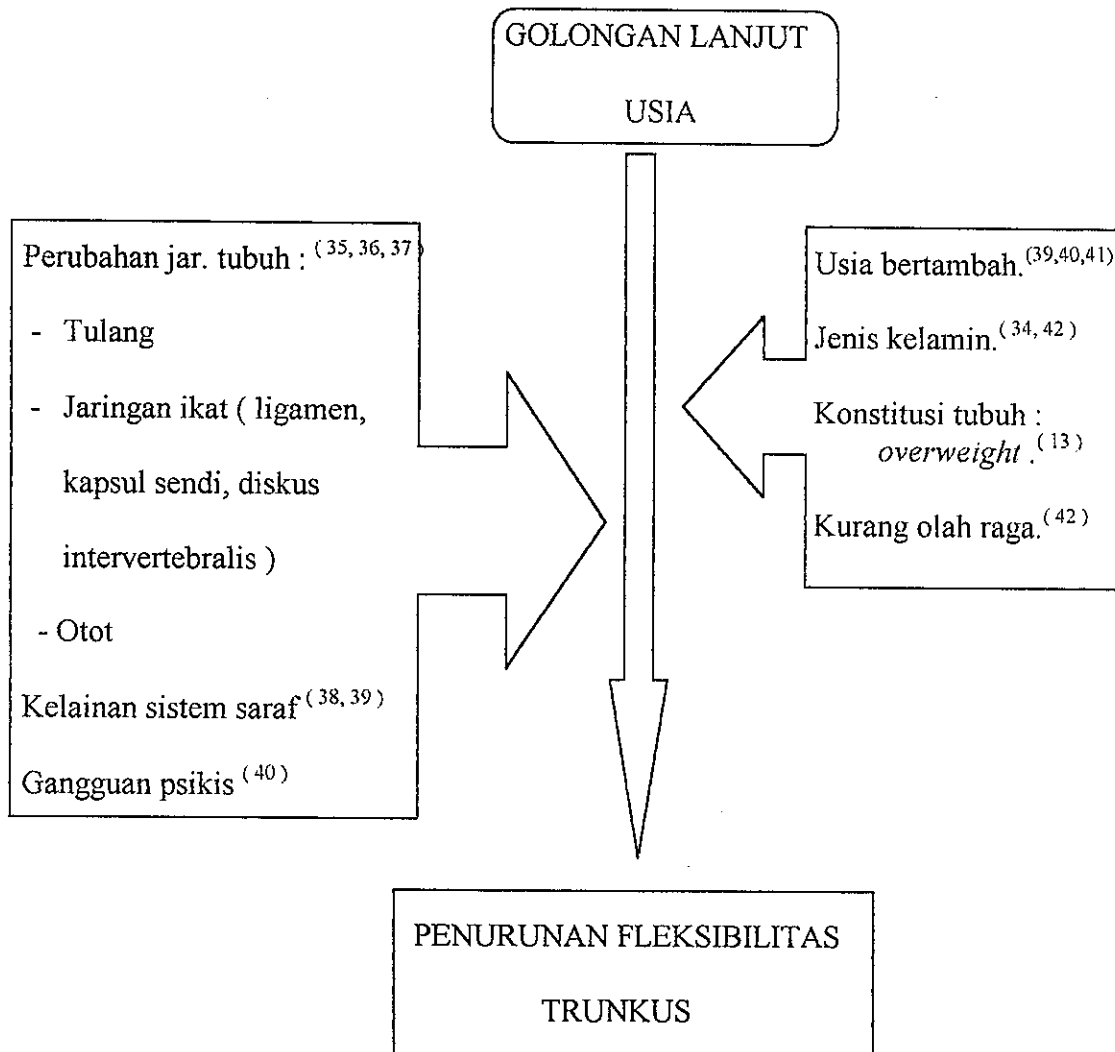 GOLONGAN LANJUT
USIA
Perubahan jar. tubuh : (35, 36, 37)
- Tulang
- Jaringan ikat ( ligamen,
kapsul sendi, diskus
intervertebralis )
- Otot
Kelainan sistem saraf (38, 39)
Gangguan psikis (40)
Usia bertambah.(39,40,41)
Jenis kelamin.(34, 42)
Konstitusi tubuh :
overweight .(13)
Kurang olah raga.(42)
PENURUNAN FLEKSIBILITAS
TRUNKUS